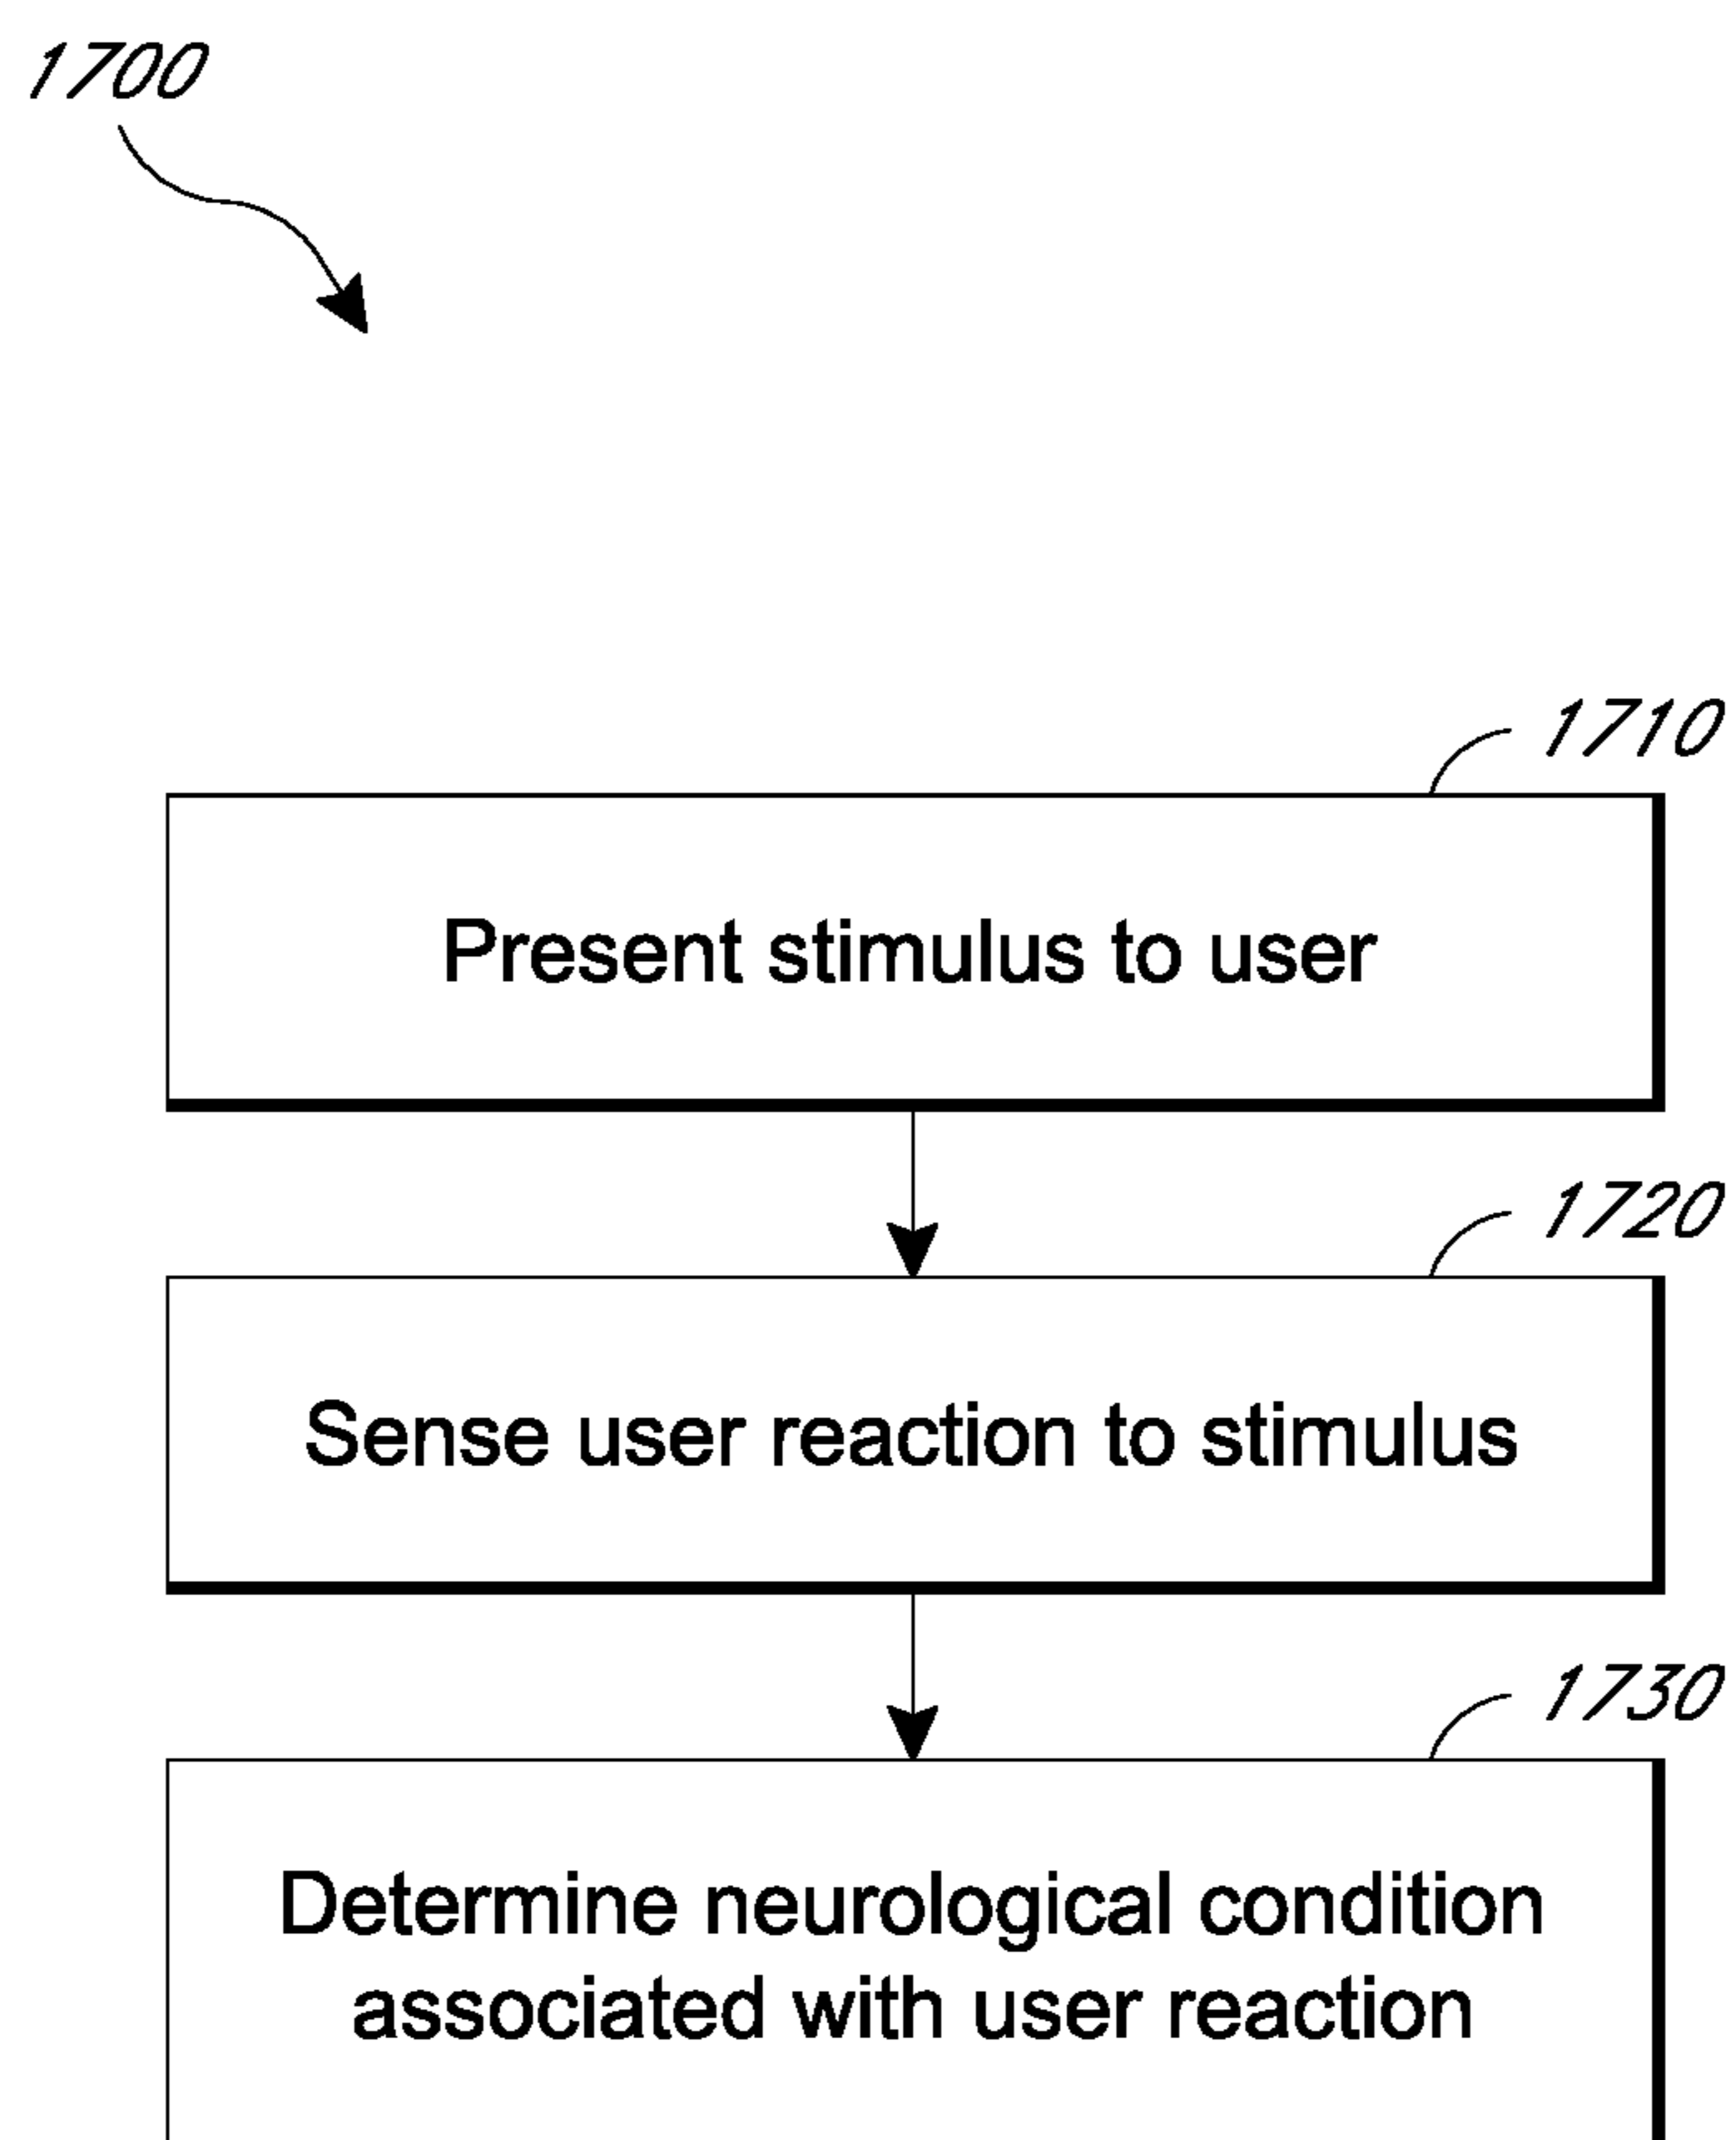 1700
1710
Present stimulus to user
1720
Sense user reaction to stimulus
1730
Determine neurological condition
associated with user reaction